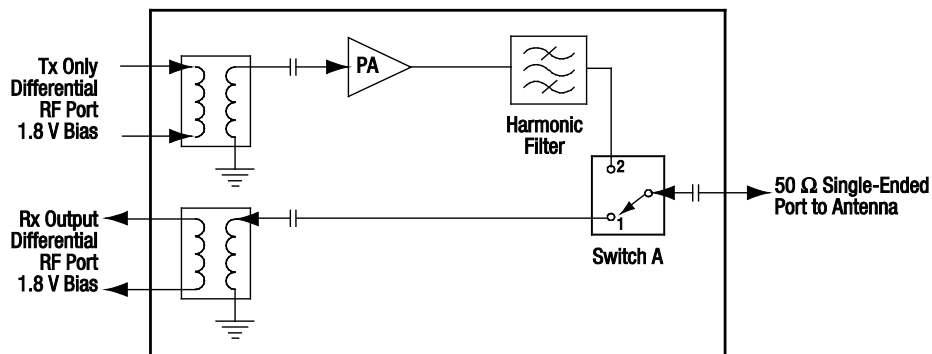 Tx Only
Differential
RF Port
1.8 V Bias
PA
Harmonic
Filter
2
1
Switch A
50 Ω Single-Ended
Port to Antenna
Rx Output
Differential
RF Port
1.8 V Bias